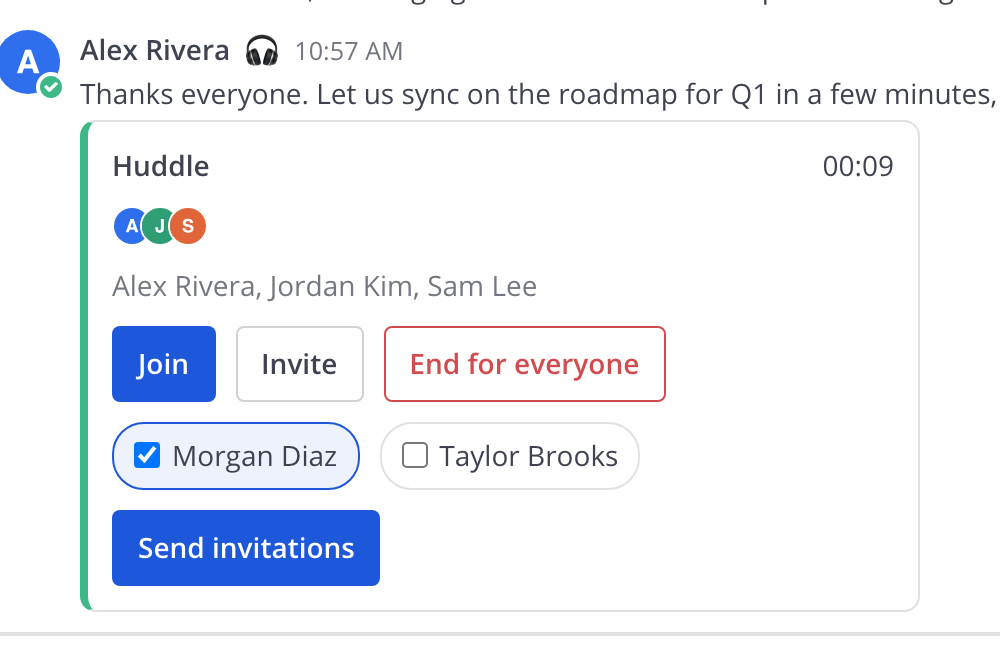 Alex Rivera 10:57 AM
A
Thanks everyone. Let us sync on the roadmap for Q1 in a few minutes,
Huddle 00:09
A J S
Alex Rivera, Jordan Kim, Sam Lee
Join Invite End for everyone
Morgan Diaz Taylor Brooks
Send invitations